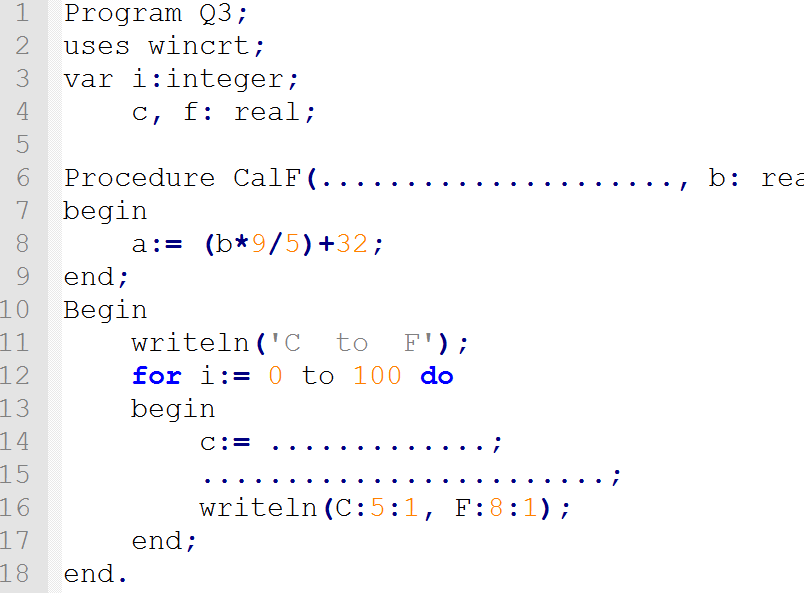 1 Program Q3;
2 uses wincrt;
3 var i:integer;
4     c, f: real;
5
6 Procedure CalF(....................., b: rea
7 begin
8     a:= (b*9/5)+32;
9 end;
10 Begin
11     writeln('C  to  F');
12     for i:= 0 to 100 do
13     begin
14         c:= .............;
15         ........................;
16         writeln(C:5:1, F:8:1);
17     end;
18 end.